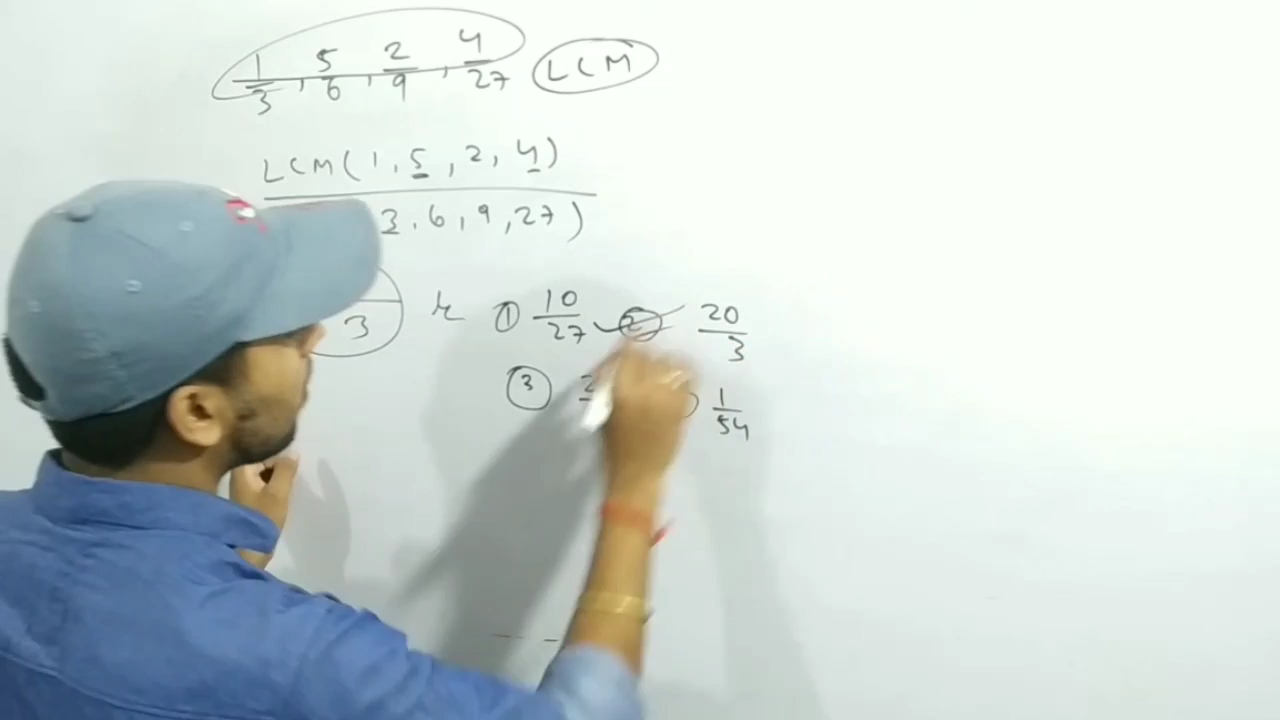 1/3, 5/6, 2/9, 4/27 LCM
LCM(1, 5, 2, 4)
3, 6, 9, 27)
3 ① 10/27 ② 20/3
③ 1/54